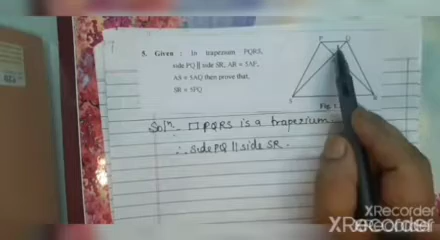 5. Given : In trapezium PQRS,
side PQ || side SR, AR = 5AP,
AS = 5AQ then prove that,
SR = 5PQ
P Q
S R
Fig.
Solⁿ- □ PQRS is a trapezium
∴ side PQ || side SR.
XRecorder
XRecorder